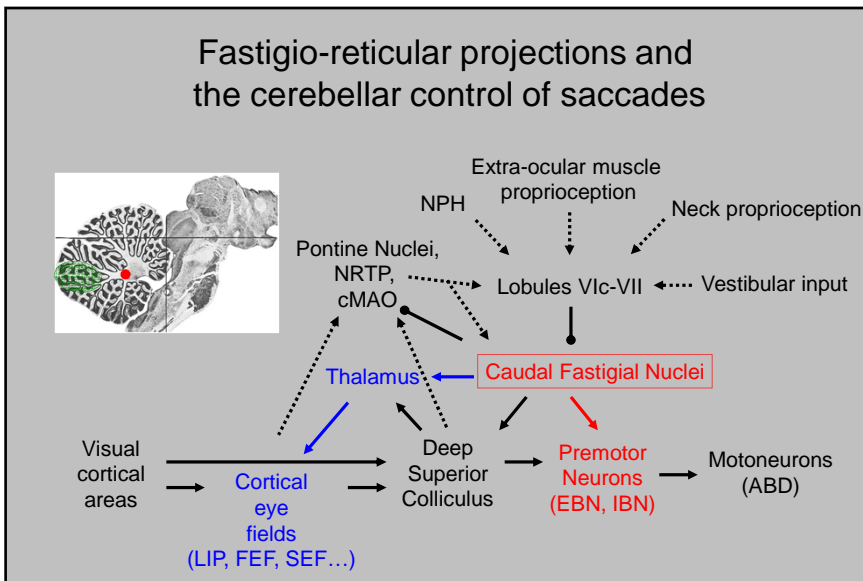 Fastigio-reticular projections and
the cerebellar control of saccades
Extra-ocular muscle
proprioception
NPH
Neck proprioception
Pontine Nuclei,
NRTP,
cMAO
Lobules VIc-VII
Vestibular input
Thalamus
Caudal Fastigial Nuclei
Visual
cortical
areas
Cortical
eye
fields
(LIP, FEF, SEF…)
Deep
Superior
Colliculus
Premotor
Neurons
(EBN, IBN)
Motoneurons
(ABD)